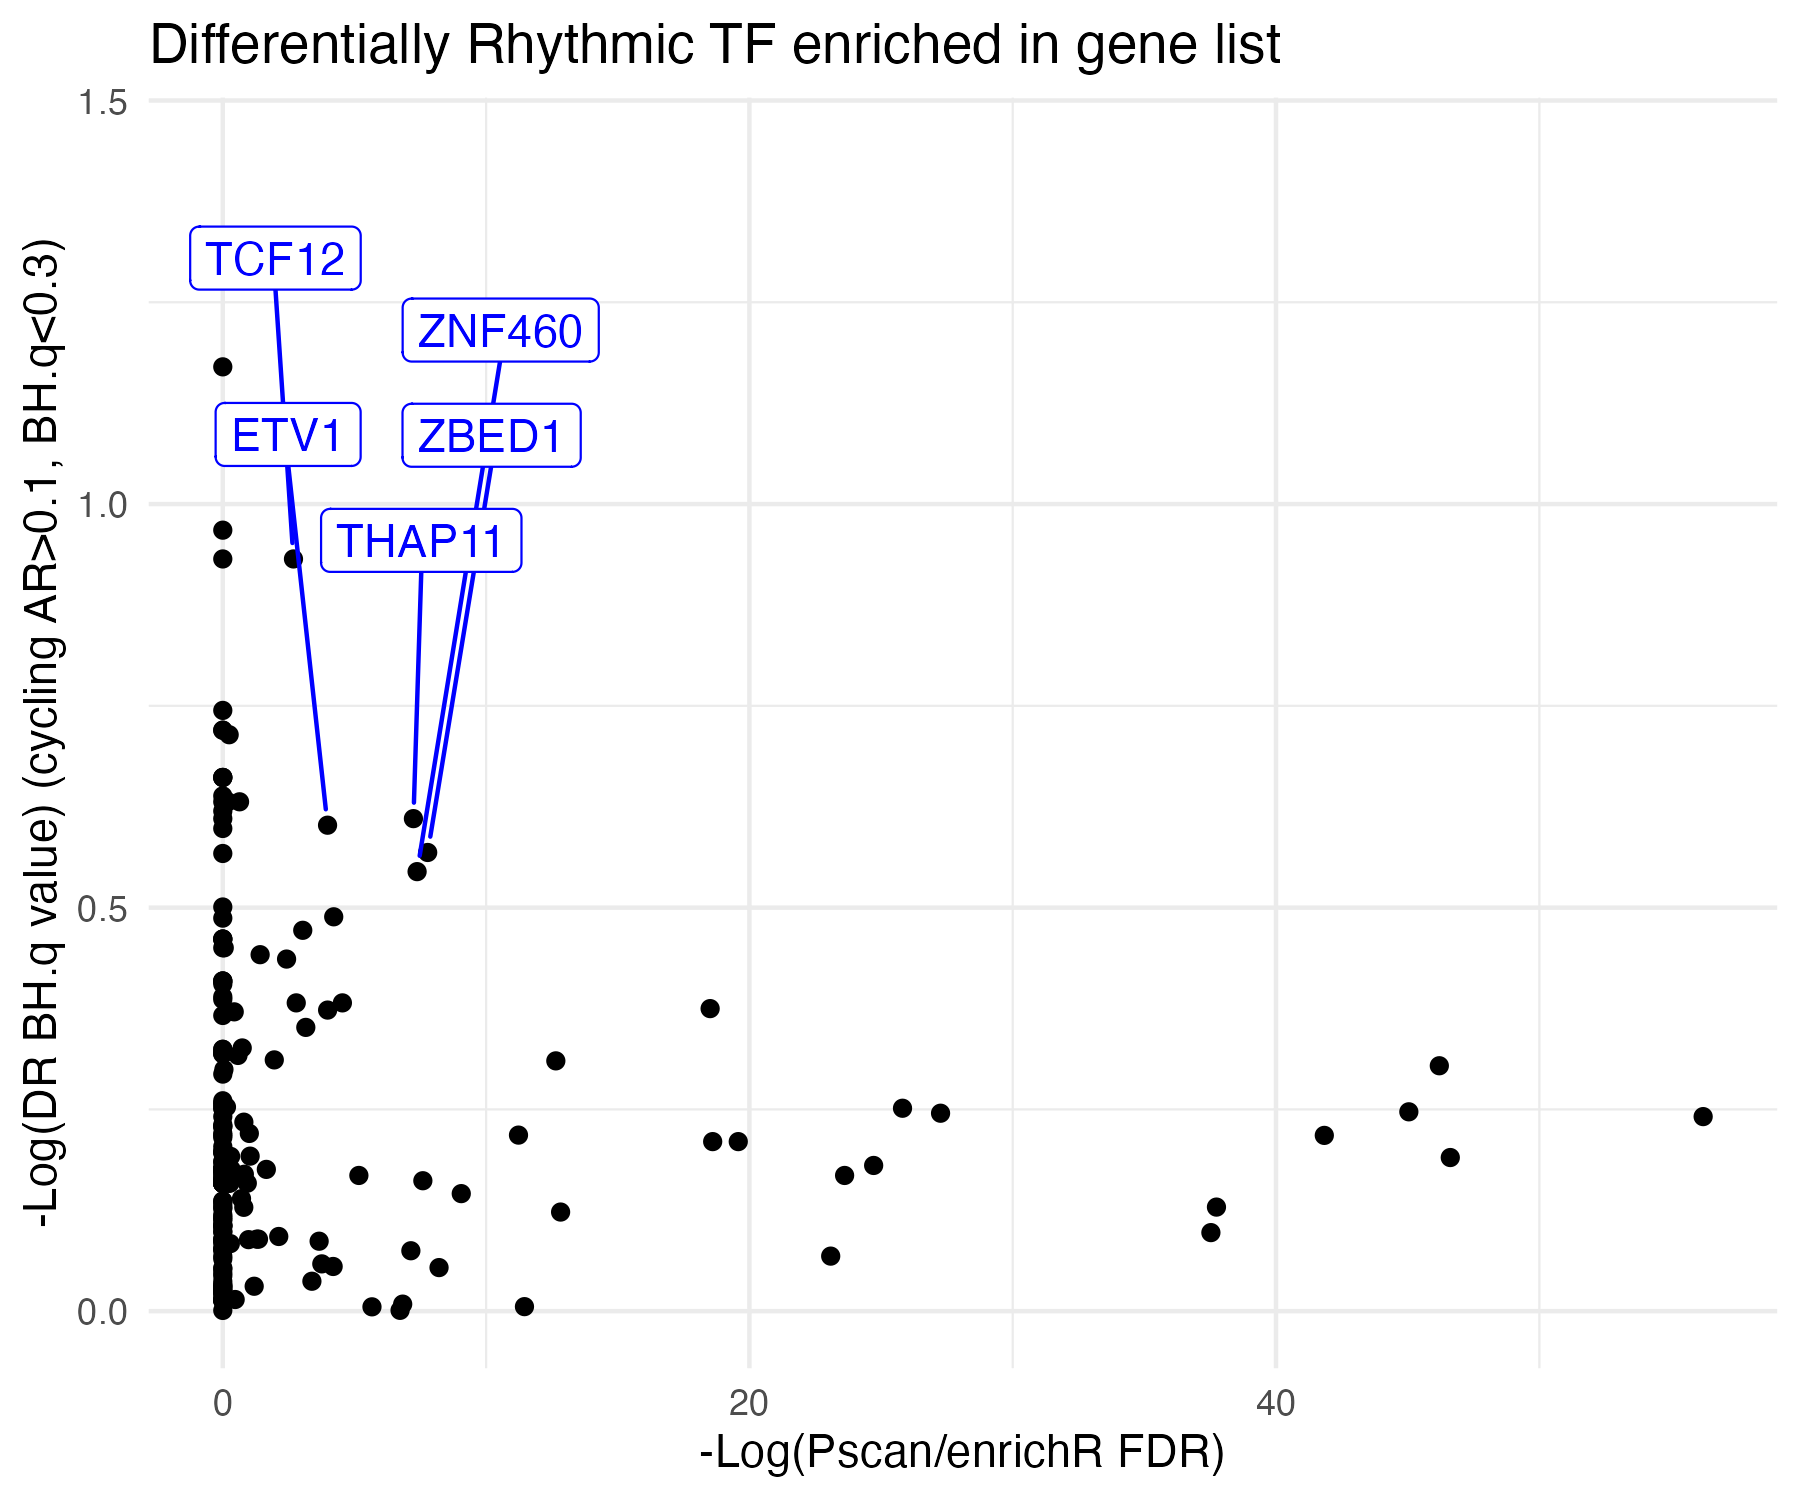 Differentially Rhythmic TF enriched in gene list
-Log(DR BH.q value) (cycling AR>0.1, BH.q<0.3)
1.5
1.0
0.5
0.0
TCF12
ZNF460
ETV1
ZBED1
THAP11
0
20
40
-Log(Pscan/enrichR FDR)